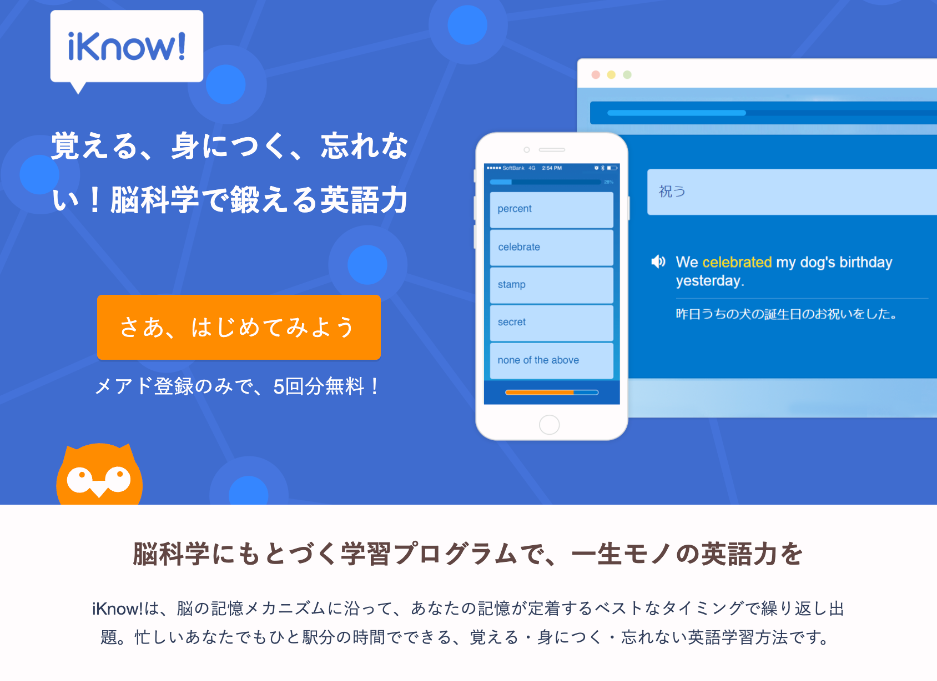 iKnow!
覚える、身につく、忘れな
い！脳科学で鍛える英語力
さあ、はじめてみよう
メアド登録のみで、5回分無料！
SoftBank 4G 2:54 PM
percent
celebrate
stamp
secret
none of the above
祝う
We celebrated my dog's birthday
yesterday.
昨日うちの犬の誕生日のお祝いをした。
脳科学にもとづく学習プログラムで、一生モノの英語力を
iKnow!は、脳の記憶メカニズムに沿って、あなたの記憶が定着するベストなタイミングで繰り返し出
題。忙しいあなたでもひと駅分の時間でできる、覚える・身につく・忘れない英語学習方法です。